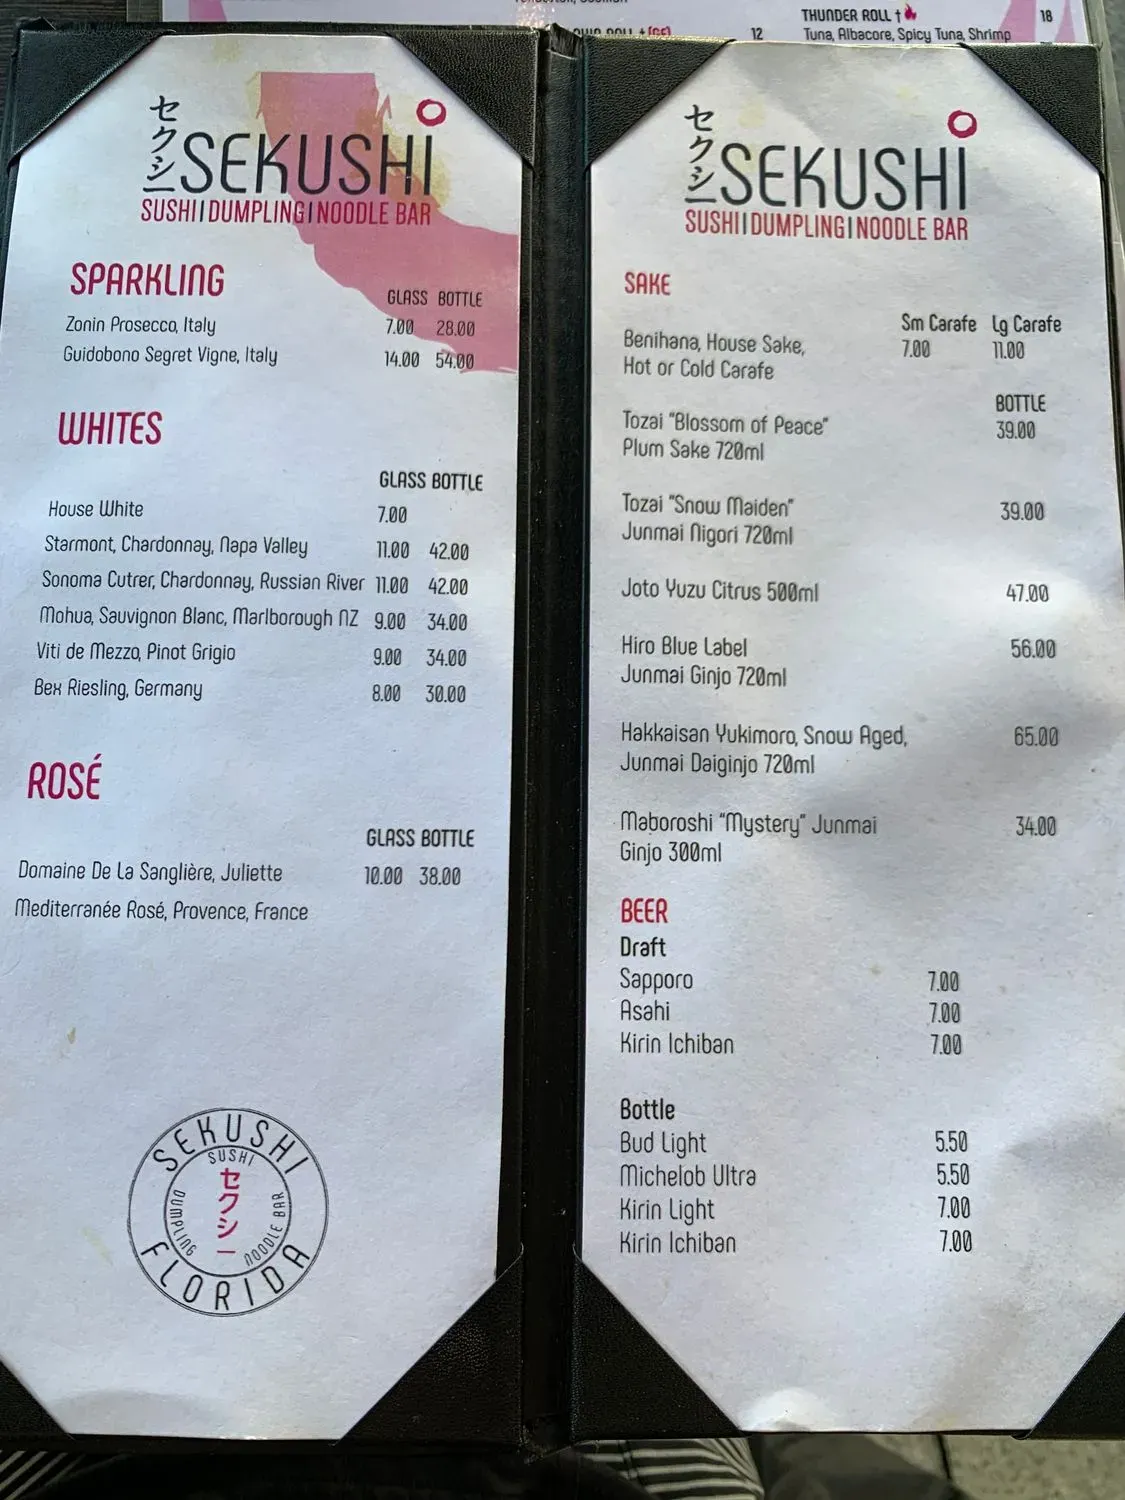 THUNDER ROLL † 18
12 Tuna, Albacore, Spicy Tuna, Shrimp
セクシー
SEKUSHI
SUSHI | DUMPLING | NOODLE BAR
SPARKLING
GLASS BOTTLE
Zonin Prosecco, Italy 7.00 28.00
Guidobono Segret Vigne, Italy 14.00 54.00
WHITES
GLASS BOTTLE
House White 7.00
Starmont, Chardonnay, Napa Valley 11.00 42.00
Sonoma Cutrer, Chardonnay, Russian River 11.00 42.00
Mohua, Sauvignon Blanc, Marlborough NZ 9.00 34.00
Viti de Mezzo, Pinot Grigio 9.00 34.00
Bex Riesling, Germany 8.00 30.00
ROSÉ
GLASS BOTTLE
Domaine De La Sanglière, Juliette 10.00 38.00
Mediterranée Rosé, Provence, France
SEKUSHI
SUSHI
DUMPLING
セクシー
NOODLE BAR
FLORIDA
セクシー
SEKUSHI
SUSHI | DUMPLING | NOODLE BAR
SAKE
Sm Carafe Lg Carafe
Benihana, House Sake, 7.00 11.00
Hot or Cold Carafe
BOTTLE
Tozai "Blossom of Peace" 39.00
Plum Sake 720ml
Tozai "Snow Maiden" 39.00
Junmai Nigori 720ml
Joto Yuzu Citrus 500ml 47.00
Hiro Blue Label 56.00
Junmai Ginjo 720ml
Hakkaisan Yukimoro, Snow Aged, 65.00
Junmai Daiginjo 720ml
Maboroshi "Mystery" Junmai 34.00
Ginjo 300ml
BEER
Draft
Sapporo 7.00
Asahi 7.00
Kirin Ichiban 7.00
Bottle
Bud Light 5.50
Michelob Ultra 5.50
Kirin Light 7.00
Kirin Ichiban 7.00